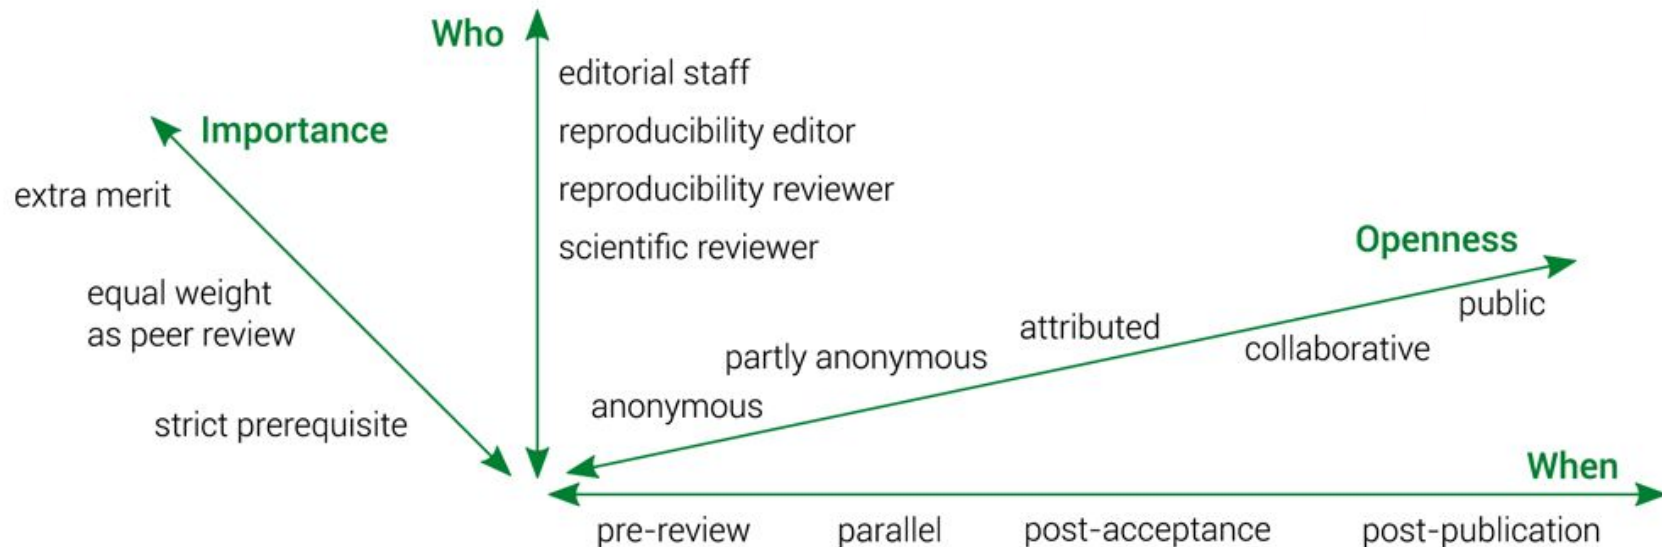 Who
editorial staff
reproducibility editor
reproducibility reviewer
scientific reviewer
Importance
extra merit
equal weight
as peer review
strict prerequisite
Openness
anonymous
partly anonymous
attributed
collaborative
public
When
pre-review
parallel
post-acceptance
post-publication